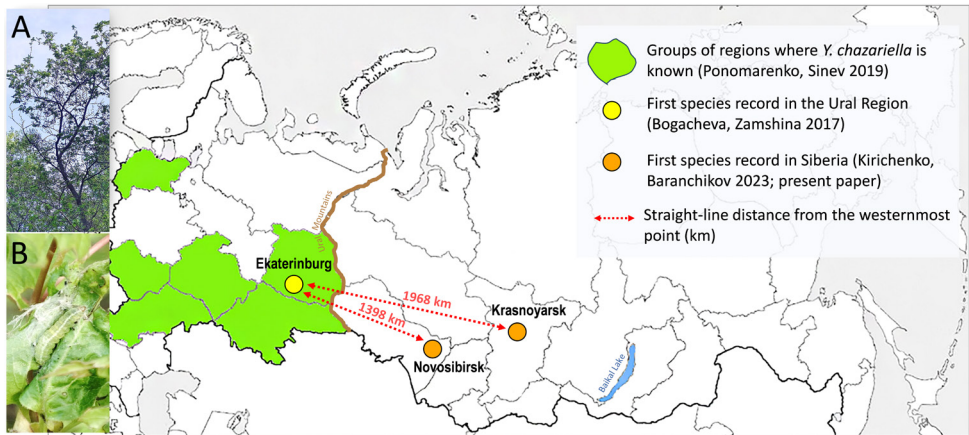 A
B
Groups of regions where Y. chazariella is
known (Ponomarenko, Sinev 2019)
First species record in the Ural Region
(Bogacheva, Zamshina 2017)
First species record in Siberia (Kirichenko,
Baranchikov 2023; present paper)
Straight-line distance from the westernmost
point (km)
Ural Mountains
Ekaterinburg
1968 km
1398 km
Krasnoyarsk
Novosibirsk
Baikal Lake